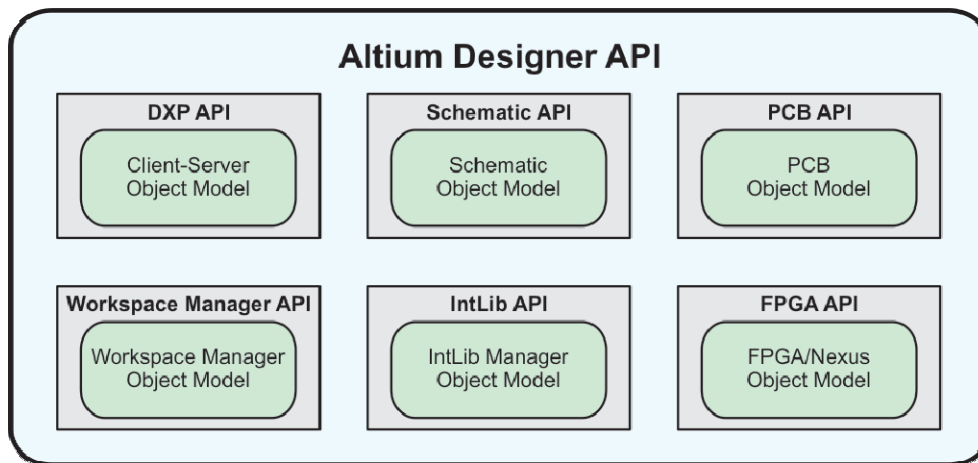 Altium Designer API
DXP API
Client-Server
Object Model
Schematic API
Schematic
Object Model
PCB API
PCB
Object Model
Workspace Manager API
Workspace Manager
Object Model
IntLib API
IntLib Manager
Object Model
FPGA API
FPGA/Nexus
Object Model